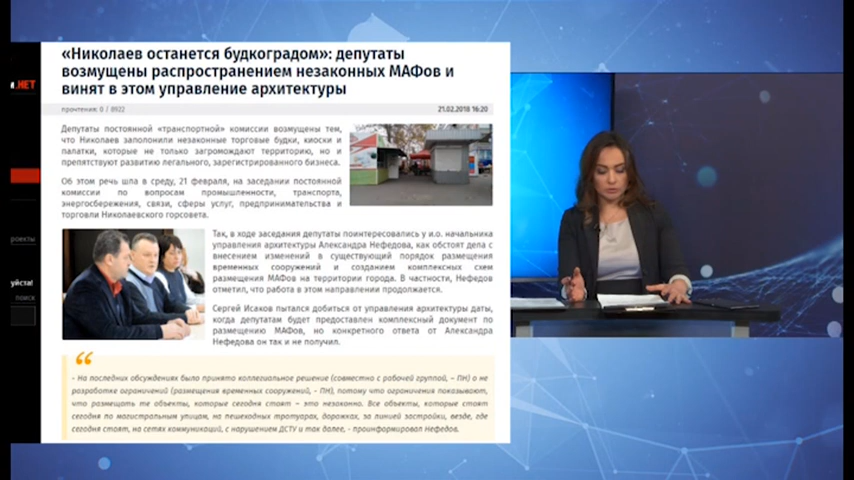 «Николаев останется будкоградом»: депутаты
возмущены распространением незаконных МАФов и
винят в этом управление архитектуры
.НЕТ
прочтения: 0 / 8922
21.02.2018 16:20
Депутаты постоянной «транспортной» комиссии возмущены тем,
что Николаев заполонили незаконные торговые будки, киоски и
палатки, которые не только загромождают территорию, но и
препятствуют развитию легального, зарегистрированного бизнеса.
Об этом речь шла в среду, 21 февраля, на заседании постоянной
комиссии по вопросам промышленности, транспорта,
энергосбережения, связи, сферы услуг, предпринимательства и
торговли Николаевского горсовета.
Так, в ходе заседания депутаты поинтересовались у и.о. начальника
управления архитектуры Александра Нефедова, как обстоят дела с
внесением изменений в существующий порядок размещения
временных сооружений и созданием комплексных схем
размещения МАФов на территории города. В частности, Нефедов
отметил, что работа в этом направлении продолжается.
Сергей Исаков пытался добиться от управления архитектуры даты,
когда депутатам будет предоставлен комплексный документ по
размещению МАФов, но конкретного ответа от Александра
Нефедова он так и не получил.
роекты
уйста!
поиск
“
- На последних обсуждениях было принято коллегиальное решение (совместно с рабочей группой, – ПН) о не
разработке ограничений (размещения временных сооружений, - ПН), потому что ограничения показывают,
что размещать те объекты, которые сегодня стоят – это незаконно. Все объекты, которые стоят
сегодня по магистральным улицам, на пешеходных тротуарах, дорожках, за линией застройки, везде, где
сегодня стоят, на сетях коммуникаций, с нарушением ДСТУ и так далее, - проинформировал Нефедов.